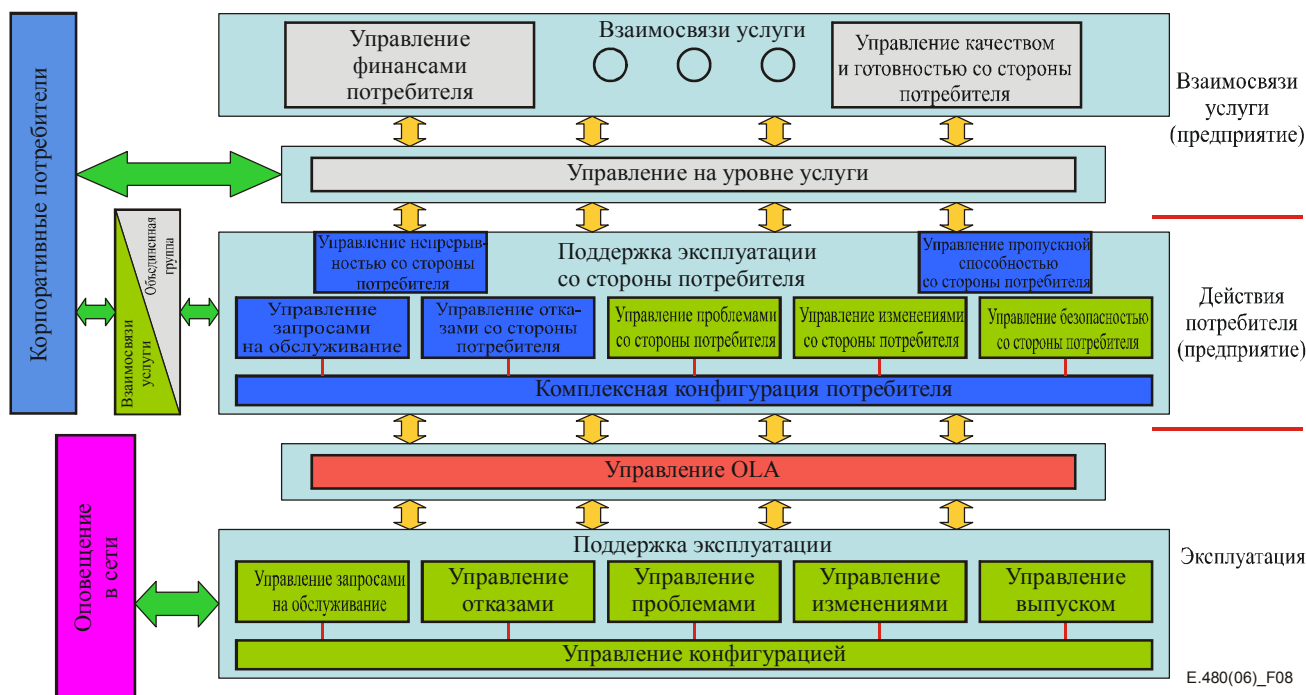 Корпоративные потребители
Взаимосвязи услуги
Управление
финансами
потребителя
Управление качеством
и готовностью со стороны
потребителя
Взаимосвязи
услуги
(предприятие)
Управление на уровне услуги
Объединенная
группа
Взаимосвязи
услуги
Поддержка эксплуатации
со стороны потребителя
Управление непрерыв-
ностью со стороны
потребителя
Управление пропускной
способностью
со стороны потребителя
Управление
запросами
на обслуживание
Управление отка-
зами со стороны
потребителя
Управление проблемами
со стороны потребителя
Управление изменениями
со стороны потребителя
Управление безопасностью
со стороны потребителя
Комплексная конфигурация потребителя
Действия
потребителя
(предприятие)
Управление OLA
Оповещение
в сети
Поддержка эксплуатации
Управление запросами
на обслуживание
Управление
отказами
Управление
проблемами
Управление
изменениями
Управление
выпуском
Управление конфигурацией
Эксплуатация
E.480(06)_F08